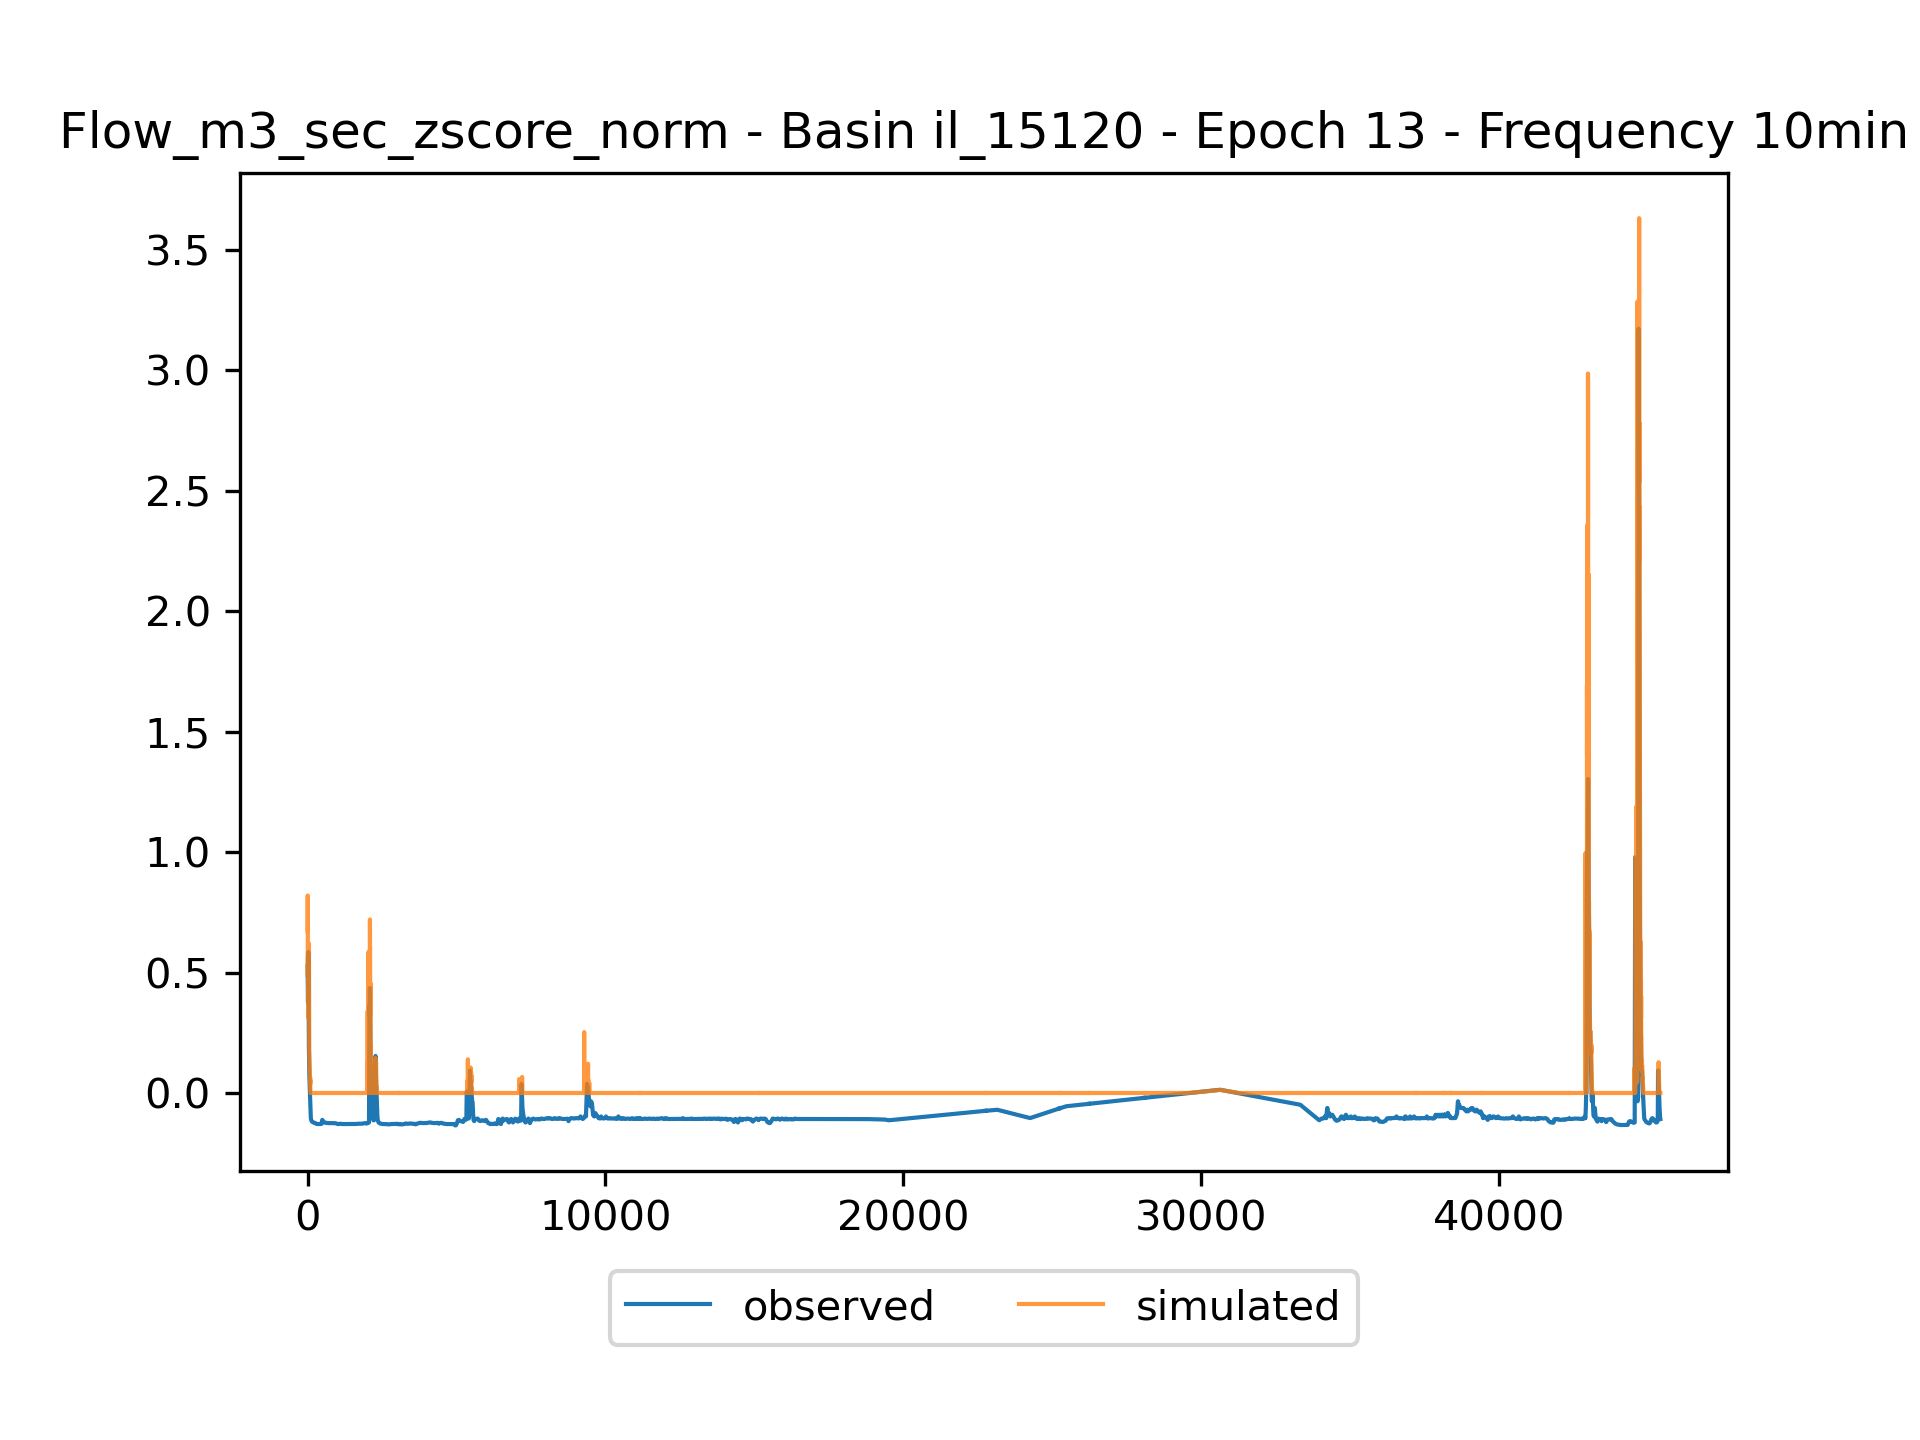 Flow_m3_sec_zscore_norm - Basin il_15120 - Epoch 13 - Frequency 10min
3.5
3.0
2.5
2.0
1.5
1.0
0.5
0.0
0 10000 20000 30000 40000
observed simulated